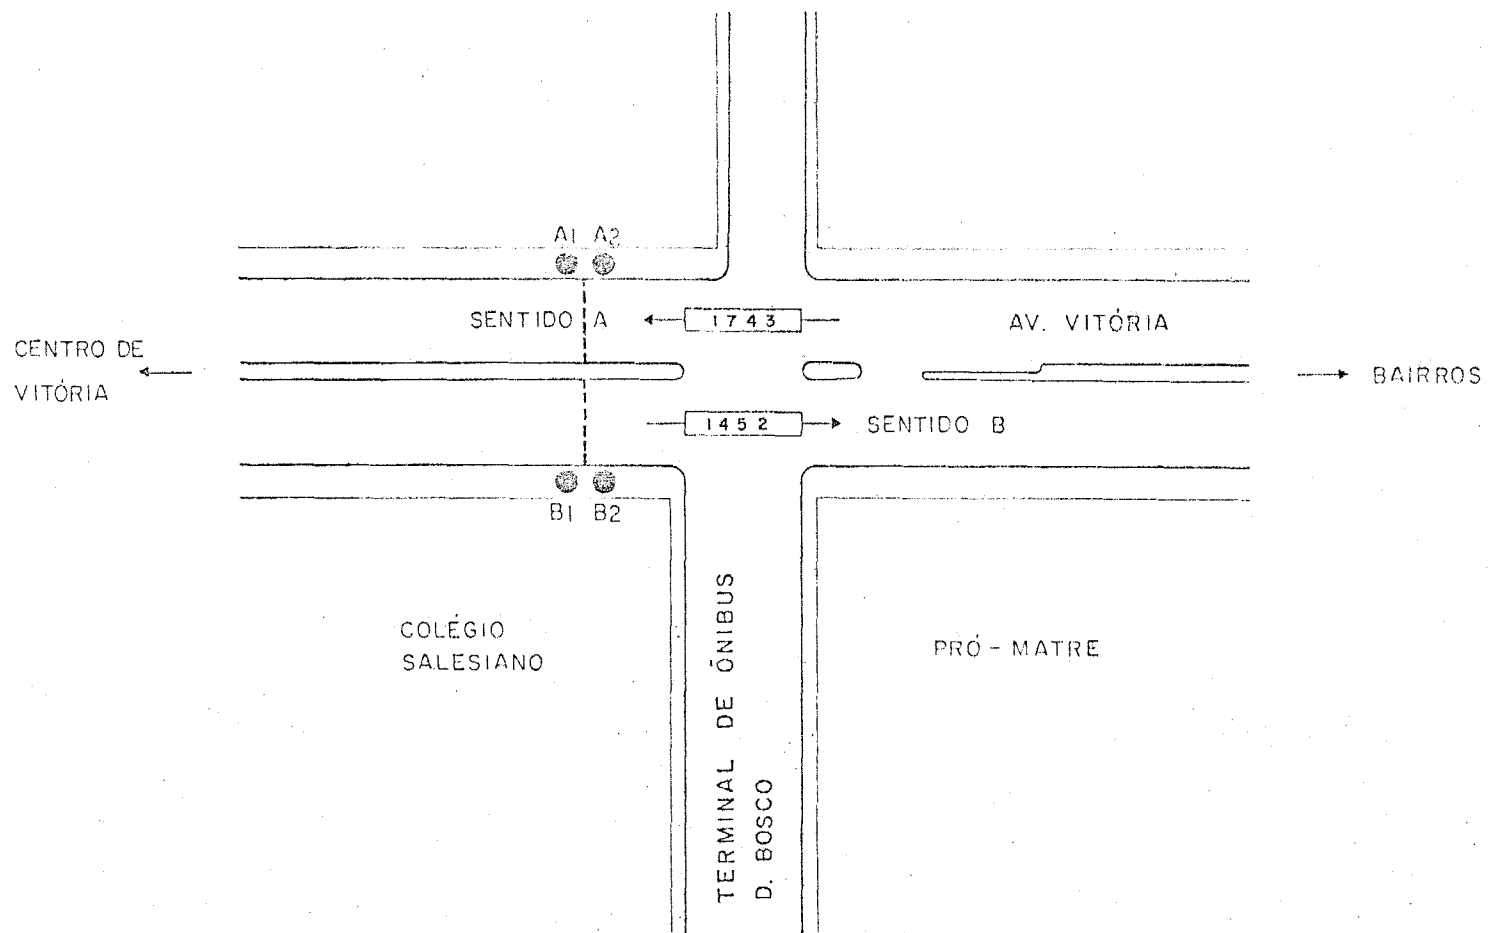 A1 A2
SENTIDO A
1743
AV. VITÓRIA
CENTRO DE
VITÓRIA
BAIRROS
1452
SENTIDO B
B1 B2
COLÉGIO
SALESIANO
TERMINAL DE ÔNIBUS
D. BOSCO
PRÓ-MATRE